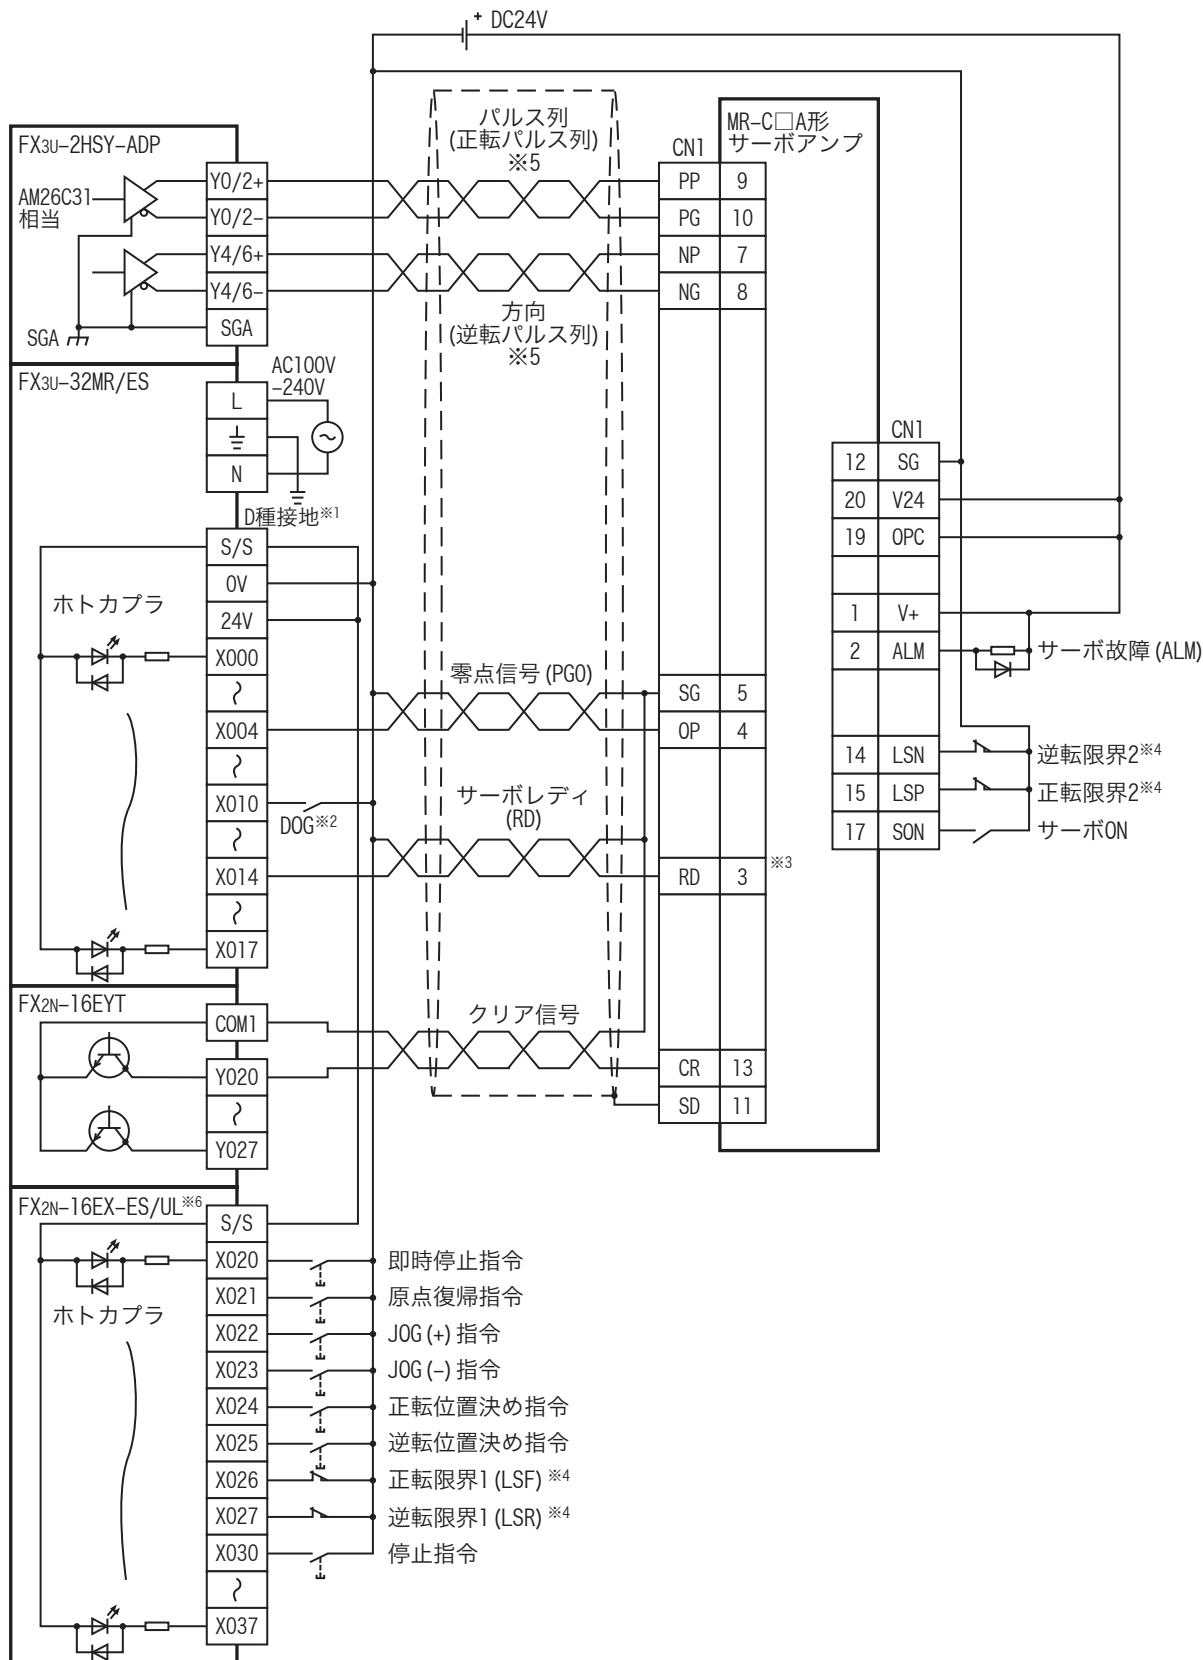 + DC24V
FX3U-2HSY-ADP
AM26C31
相当
Y0/2+
Y0/2-
Y4/6+
Y4/6-
SGA
SGA
パルス列
(正転パルス列)
※5
方向
(逆転パルス列)
※5
CN1
PP 9
PG 10
NP 7
NG 8
MR-C□A形
サーボアンプ
FX3U-32MR/ES
AC100V
-240V
L
N
D種接地※1
S/S
0V
24V
ホトカプラ
X000
X004
X010
X014
X017
DOG※2
零点信号(PG0)
SG 5
OP 4
サーボレディ
(RD)
RD 3
※3
クリア信号
CR 13
SD 11
CN1
12 SG
20 V24
19 OPC
1 V+
2 ALM
サーボ故障(ALM)
14 LSN
逆転限界2※4
15 LSP
正転限界2※4
17 SON
サーボON
FX2N-16EYT
COM1
Y020
Y027
FX2N-16EX-ES/UL※6
S/S
ホトカプラ
X020 即時停止指令
X021 原点復帰指令
X022 JOG(+)指令
X023 JOG(-)指令
X024 正転位置決め指令
X025 逆転位置決め指令
X026 正転限界1(LSF)※4
X027 逆転限界1(LSR)※4
X030 停止指令
X037